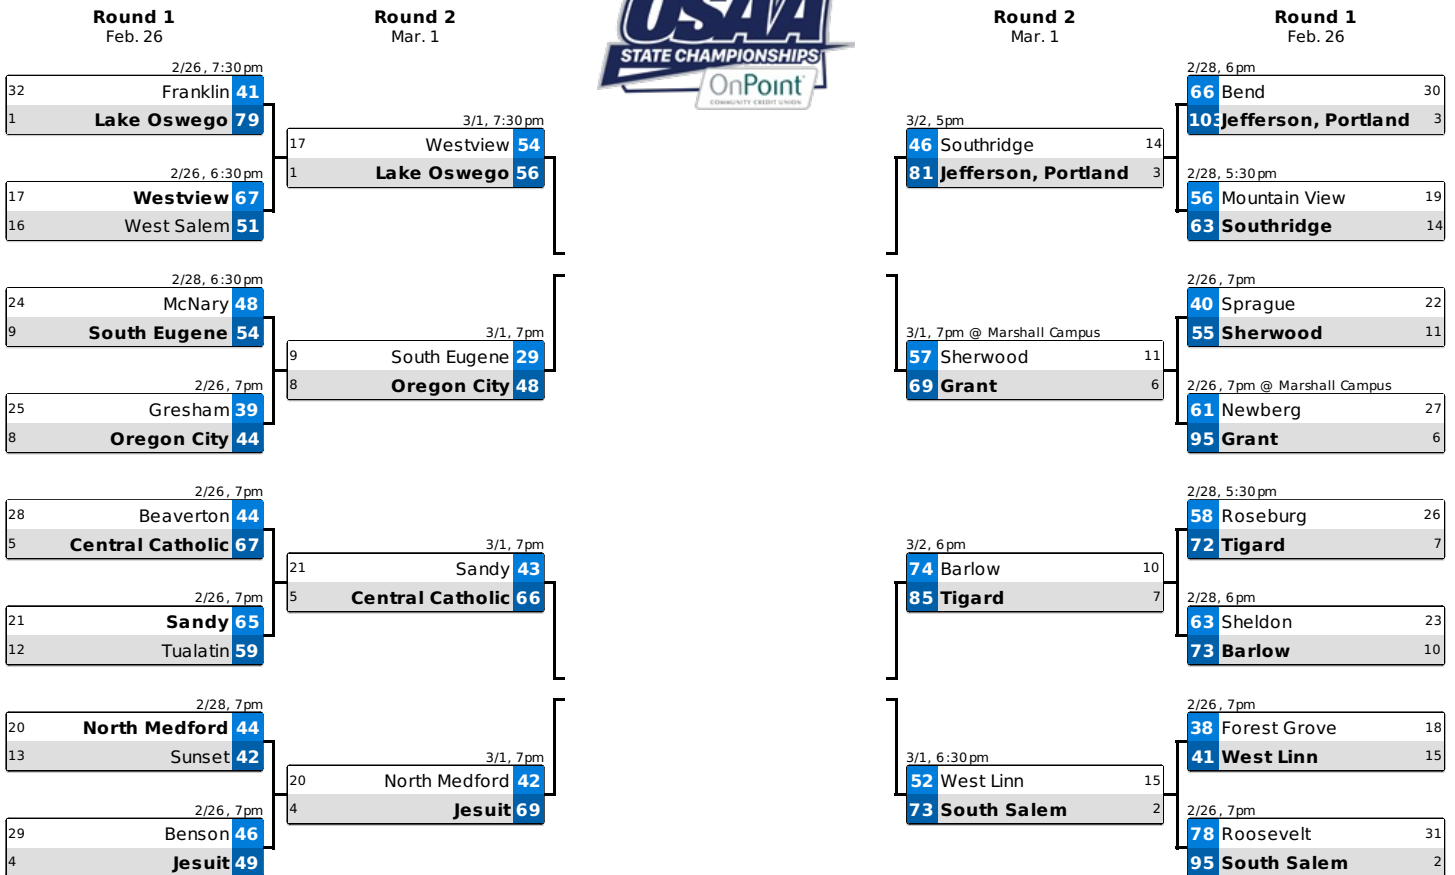 Round 1
Feb. 26
Round 2
Mar. 1
USAA
STATE CHAMPIONSHIPS
OnPoint
COMMUNITY CREDIT UNION
Round 2
Mar. 1
Round 1
Feb. 26
2/26, 7:30pm
32 Franklin 41
1 Lake Oswego 79
2/26, 6:30pm
17 Westview 67
16 West Salem 51
2/28, 6:30pm
24 McNary 48
9 South Eugene 54
2/26, 7pm
25 Gresham 39
8 Oregon City 44
2/26, 7pm
28 Beaverton 44
5 Central Catholic 67
2/26, 7pm
21 Sandy 65
12 Tualatin 59
2/28, 7pm
20 North Medford 44
13 Sunset 42
2/26, 7pm
29 Benson 46
4 Jesuit 49
3/1, 7:30pm
17 Westview 54
1 Lake Oswego 56
3/1, 7pm
9 South Eugene 29
8 Oregon City 48
3/1, 7pm
21 Sandy 43
5 Central Catholic 66
3/1, 7pm
20 North Medford 42
4 Jesuit 69
3/2, 5pm
46 Southridge 14
81 Jefferson, Portland 3
3/1, 7pm @ Marshall Campus
57 Sherwood 11
69 Grant 6
3/2, 6pm
74 Barlow 10
85 Tigard 7
3/1, 6:30pm
52 West Linn 15
73 South Salem 2
2/28, 6pm
66 Bend 30
103 Jefferson, Portland 3
2/28, 5:30pm
56 Mountain View 19
63 Southridge 14
2/26, 7pm
40 Sprague 22
55 Sherwood 11
2/26, 7pm @ Marshall Campus
61 Newberg 27
95 Grant 6
2/28, 5:30pm
58 Roseburg 26
72 Tigard 7
2/28, 6pm
63 Sheldon 23
73 Barlow 10
2/26, 7pm
38 Forest Grove 18
41 West Linn 15
2/26, 7pm
78 Roosevelt 31
95 South Salem 2